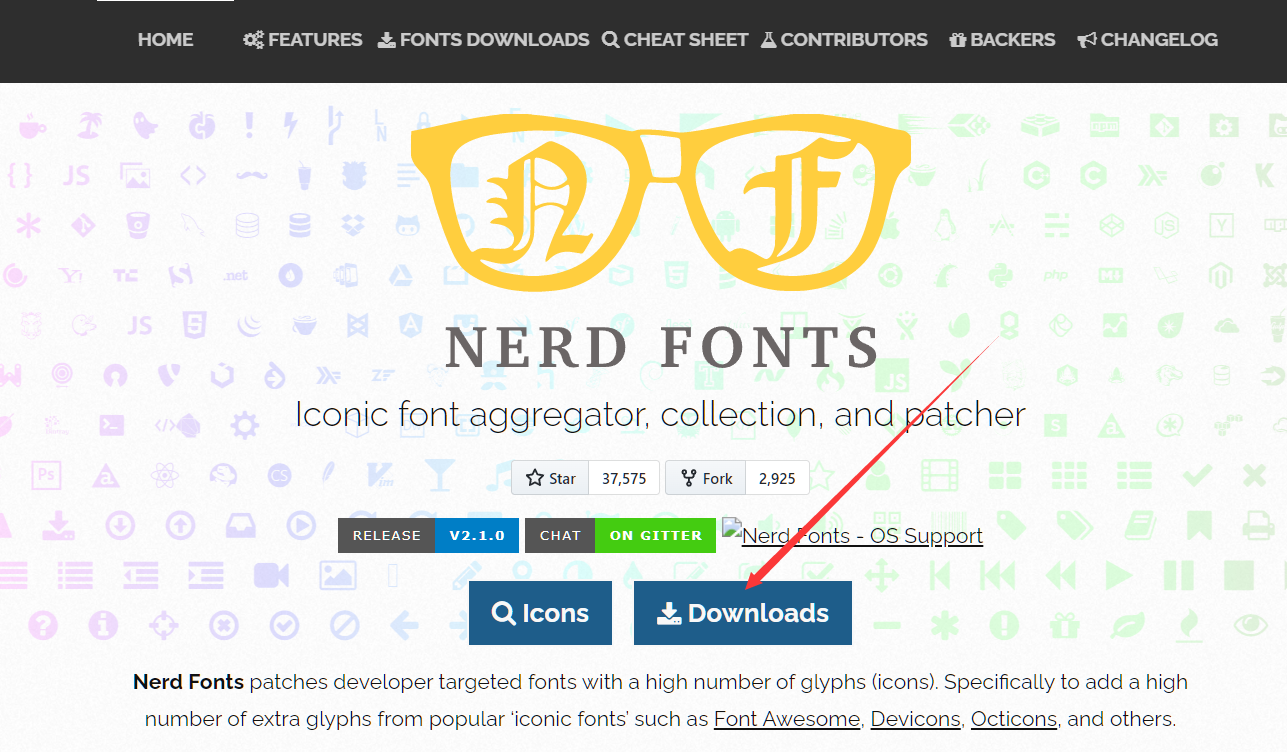 HOME FEATURES FONTS DOWNLOADS CHEAT SHEET CONTRIBUTORS BACKERS CHANGELOG
N F
NERD FONTS
Iconic font aggregator, collection, and patcher
Star 37,575 Fork 2,925
RELEASE V2.1.0 CHAT ON GITTER Nerd Fonts - OS Support
Icons Downloads
Nerd Fonts patches developer targeted fonts with a high number of glyphs (icons). Specifically to add a high
number of extra glyphs from popular ‘iconic fonts’ such as Font Awesome, Devicons, Octicons, and others.